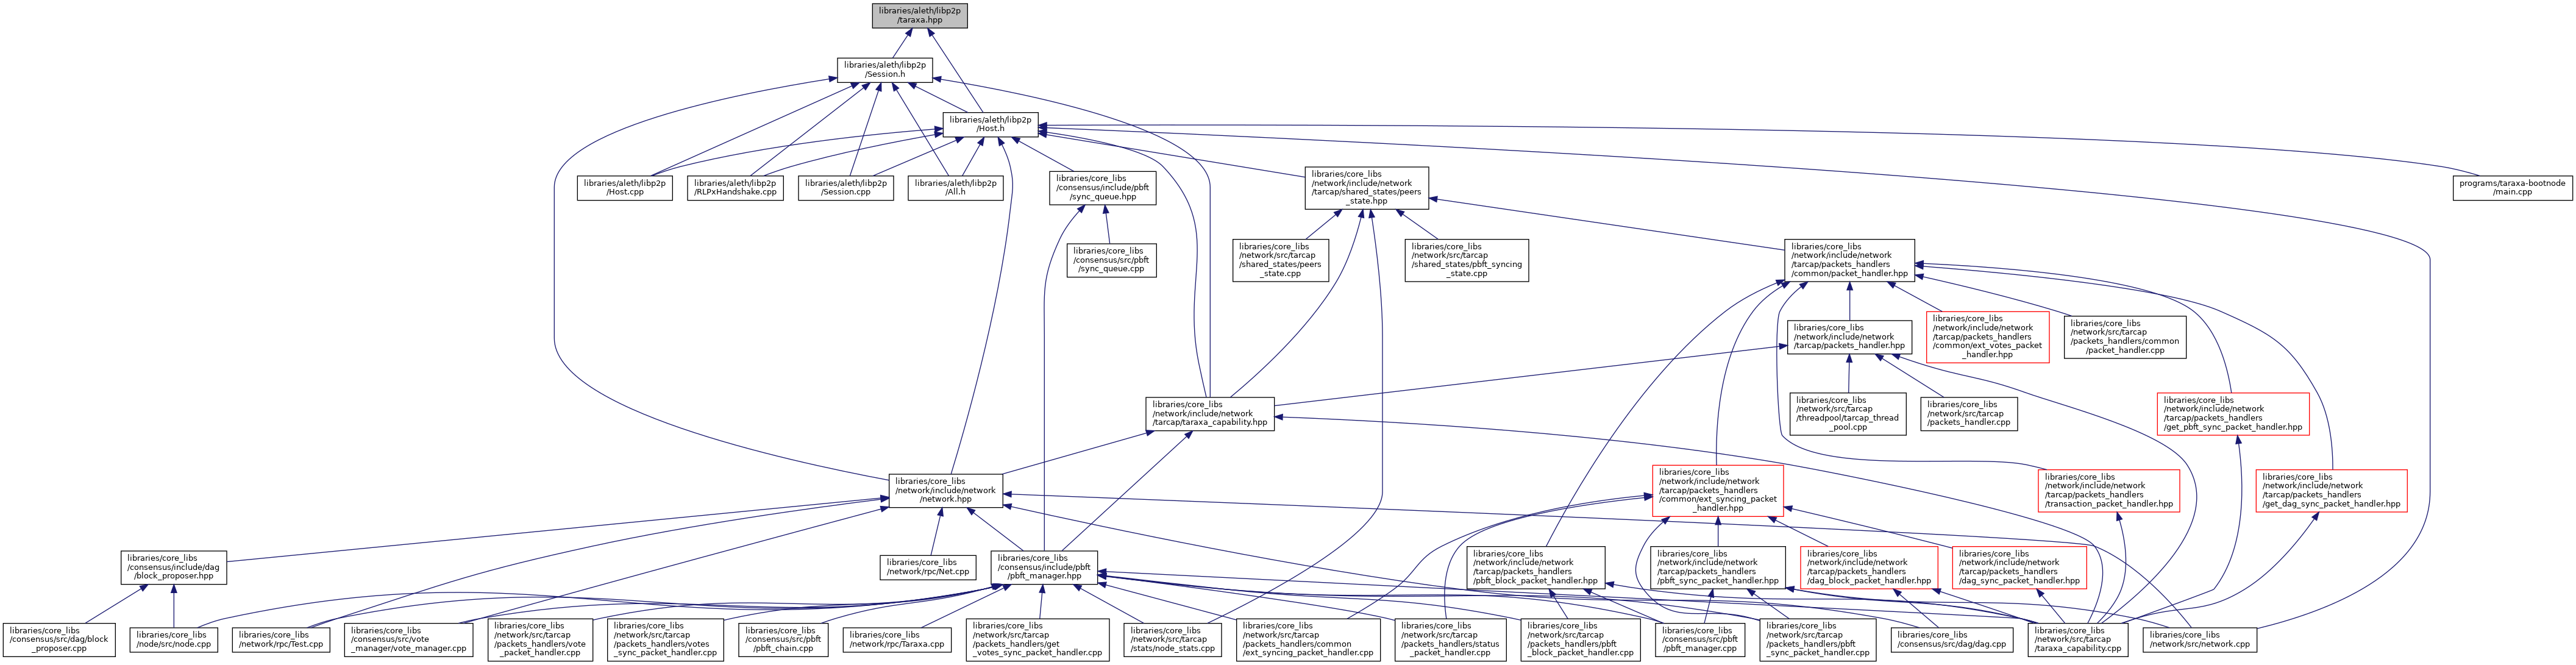 libraries/aleth/libp2p
/taraxa.hpp
libraries/aleth/libp2p
/Session.h
libraries/aleth/libp2p
/Host.h
libraries/aleth/libp2p
/Host.cpp
libraries/aleth/libp2p
/RLPxHandshake.cpp
libraries/aleth/libp2p
/Session.cpp
libraries/aleth/libp2p
/All.h
libraries/core_libs
/consensus/include/pbft
/sync_queue.hpp
libraries/core_libs
/network/include/network
/tarcap/shared_states/peers
_state.hpp
programs/taraxa-bootnode
/main.cpp
libraries/core_libs
/consensus/src/pbft
/sync_queue.cpp
libraries/core_libs
/network/src/tarcap
/shared_states/peers
_state.cpp
libraries/core_libs
/network/src/tarcap
/shared_states/pbft_syncing
_state.cpp
libraries/core_libs
/network/include/network
/tarcap/packets_handlers
/common/packet_handler.hpp
libraries/core_libs
/network/include/network
/tarcap/packets_handler.hpp
libraries/core_libs
/network/include/network
/tarcap/packets_handlers
/common/ext_votes_packet
_handler.hpp
libraries/core_libs
/network/src/tarcap
/packets_handlers/common
/packet_handler.cpp
libraries/core_libs
/network/include/network
/tarcap/taraxa_capability.hpp
libraries/core_libs
/network/src/tarcap
/threadpool/tarcap_thread
_pool.cpp
libraries/core_libs
/network/src/tarcap
/packets_handler.cpp
libraries/core_libs
/network/include/network
/tarcap/packets_handlers
/get_pbft_sync_packet_handler.hpp
libraries/core_libs
/network/include/network
/network.hpp
libraries/core_libs
/network/include/network
/tarcap/packets_handlers
/common/ext_syncing_packet
_handler.hpp
libraries/core_libs
/network/include/network
/tarcap/packets_handlers
/transaction_packet_handler.hpp
libraries/core_libs
/network/include/network
/tarcap/packets_handlers
/get_dag_sync_packet_handler.hpp
libraries/core_libs
/consensus/include/dag
/block_proposer.hpp
libraries/core_libs
/network/rpc/Net.cpp
libraries/core_libs
/consensus/include/pbft
/pbft_manager.hpp
libraries/core_libs
/network/include/network
/tarcap/packets_handlers
/pbft_block_packet_handler.hpp
libraries/core_libs
/network/include/network
/tarcap/packets_handlers
/pbft_sync_packet_handler.hpp
libraries/core_libs
/network/include/network
/tarcap/packets_handlers
/dag_block_packet_handler.hpp
libraries/core_libs
/network/include/network
/tarcap/packets_handlers
/dag_sync_packet_handler.hpp
libraries/core_libs
/consensus/src/dag/block
_proposer.cpp
libraries/core_libs
/node/src/node.cpp
libraries/core_libs
/network/rpc/Test.cpp
libraries/core_libs
/consensus/src/vote
_manager/vote_manager.cpp
libraries/core_libs
/network/src/tarcap
/packets_handlers/vote
_packet_handler.cpp
libraries/core_libs
/network/src/tarcap
/packets_handlers/votes
_sync_packet_handler.cpp
libraries/core_libs
/consensus/src/pbft
/pbft_chain.cpp
libraries/core_libs
/network/rpc/Taraxa.cpp
libraries/core_libs
/network/src/tarcap
/packets_handlers/get
_votes_sync_packet_handler.cpp
libraries/core_libs
/network/src/tarcap
/stats/node_stats.cpp
libraries/core_libs
/network/src/tarcap
/packets_handlers/common
/ext_syncing_packet_handler.cpp
libraries/core_libs
/network/src/tarcap
/packets_handlers/status
_packet_handler.cpp
libraries/core_libs
/network/src/tarcap
/packets_handlers/pbft
_block_packet_handler.cpp
libraries/core_libs
/consensus/src/pbft
/pbft_manager.cpp
libraries/core_libs
/network/src/tarcap
/packets_handlers/pbft
_sync_packet_handler.cpp
libraries/core_libs
/consensus/src/dag/dag.cpp
libraries/core_libs
/network/src/tarcap
/taraxa_capability.cpp
libraries/core_libs
/network/src/network.cpp